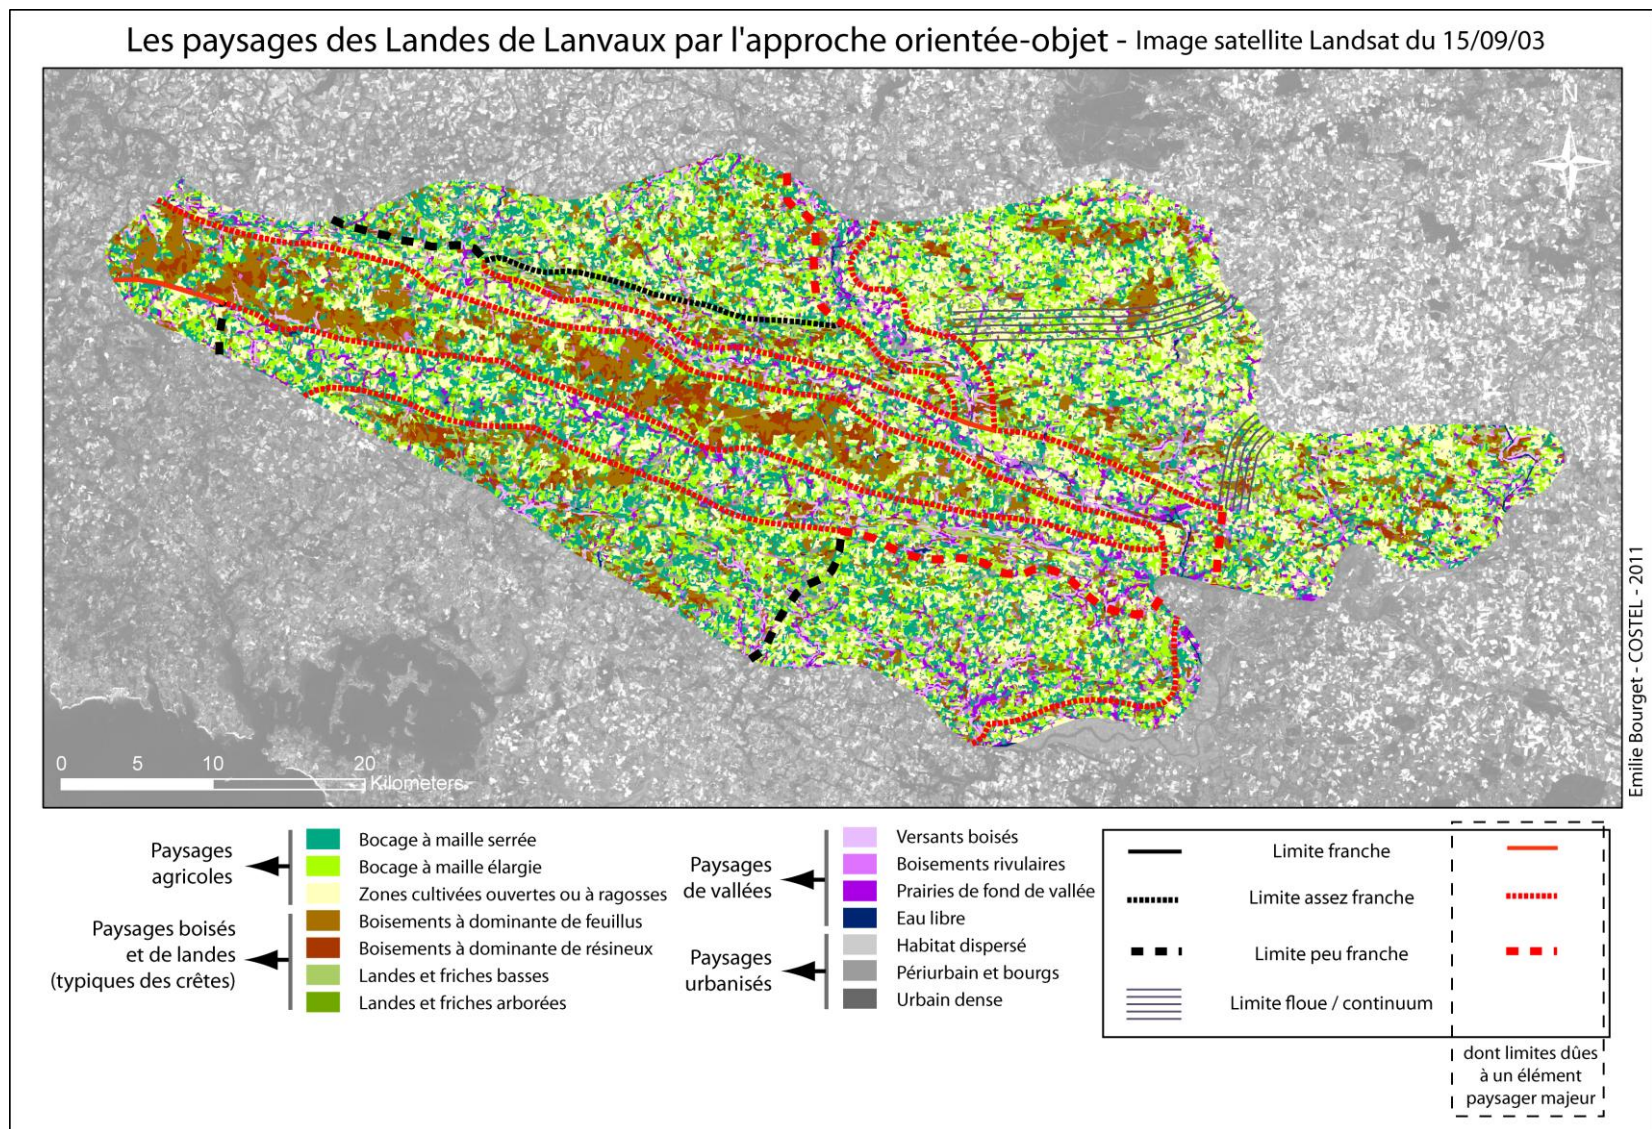 Les paysages des Landes de Lanvaux par l'approche orientée-objet - Image satellite Landsat du 15/09/03
N
0 5 10 20
Kilometers
Emilie Bourget - COSTEL - 2011
Paysages
agricoles
Bocage à maille serrée
Bocage à maille élargie
Zones cultivées ouvertes ou à ragosses
Paysages boisés
et de landes
(typiques des crêtes)
Boisements à dominante de feuillus
Boisements à dominante de résineux
Landes et friches basses
Landes et friches arborées
Paysages
de vallées
Versants boisés
Boisements rivulaires
Prairies de fond de vallée
Eau libre
Paysages
urbanisés
Habitat dispersé
Périurbain et bourgs
Urbain dense
Limite franche
Limite assez franche
Limite peu franche
Limite floue / continuum
dont limites dûes
à un élément
paysager majeur